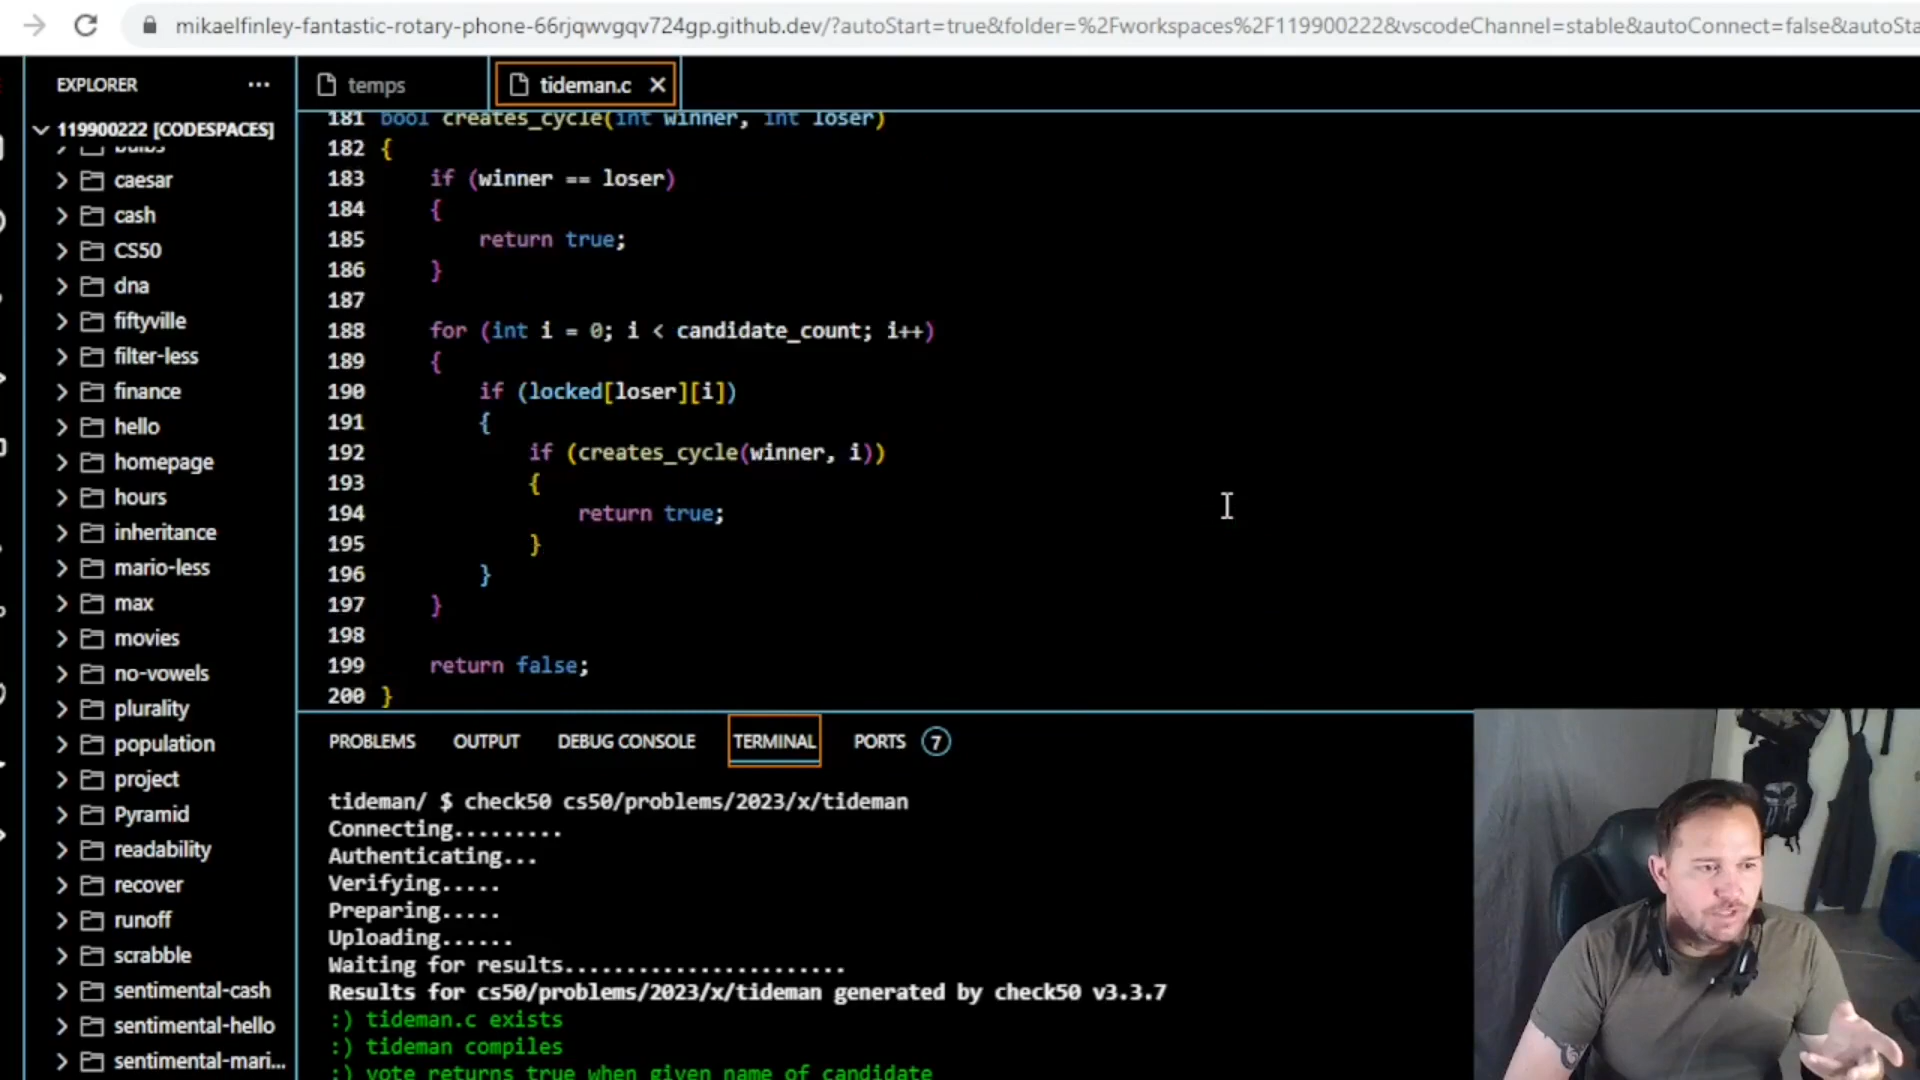 mikaelfinley-fantastic-rotary-phone-66rjqwvgqv724gp.github.dev/?autoStart=true&folder=%2Fworkspaces%2F119900222&vscodeChannel=stable&autoConnect=false&autoSta
EXPLORER ...
119900222 [CODESPACES]
bulbs
caesar
cash
CS50
dna
fiftyville
filter-less
finance
hello
homepage
hours
inheritance
mario-less
max
movies
no-vowels
plurality
population
project
Pyramid
readability
recover
runoff
scrabble
sentimental-cash
sentimental-hello
sentimental-mari...
temps
tideman.c
181 bool creates_cycle(int winner, int loser)
182 {
183 if (winner == loser)
184 {
185 return true;
186 }
187
188 for (int i = 0; i < candidate_count; i++)
189 {
190 if (locked[loser][i])
191 {
192 if (creates_cycle(winner, i))
193 {
194 return true;
195 }
196 }
197 }
198
199 return false;
200 }
PROBLEMS OUTPUT DEBUG CONSOLE TERMINAL PORTS 7
tideman/ $ check50 cs50/problems/2023/x/tideman
Connecting.........
Authenticating...
Verifying.....
Preparing.....
Uploading......
Waiting for results.......................
Results for cs50/problems/2023/x/tideman generated by check50 v3.3.7
:) tideman.c exists
:) tideman compiles
:) vote returns true when given name of candidate